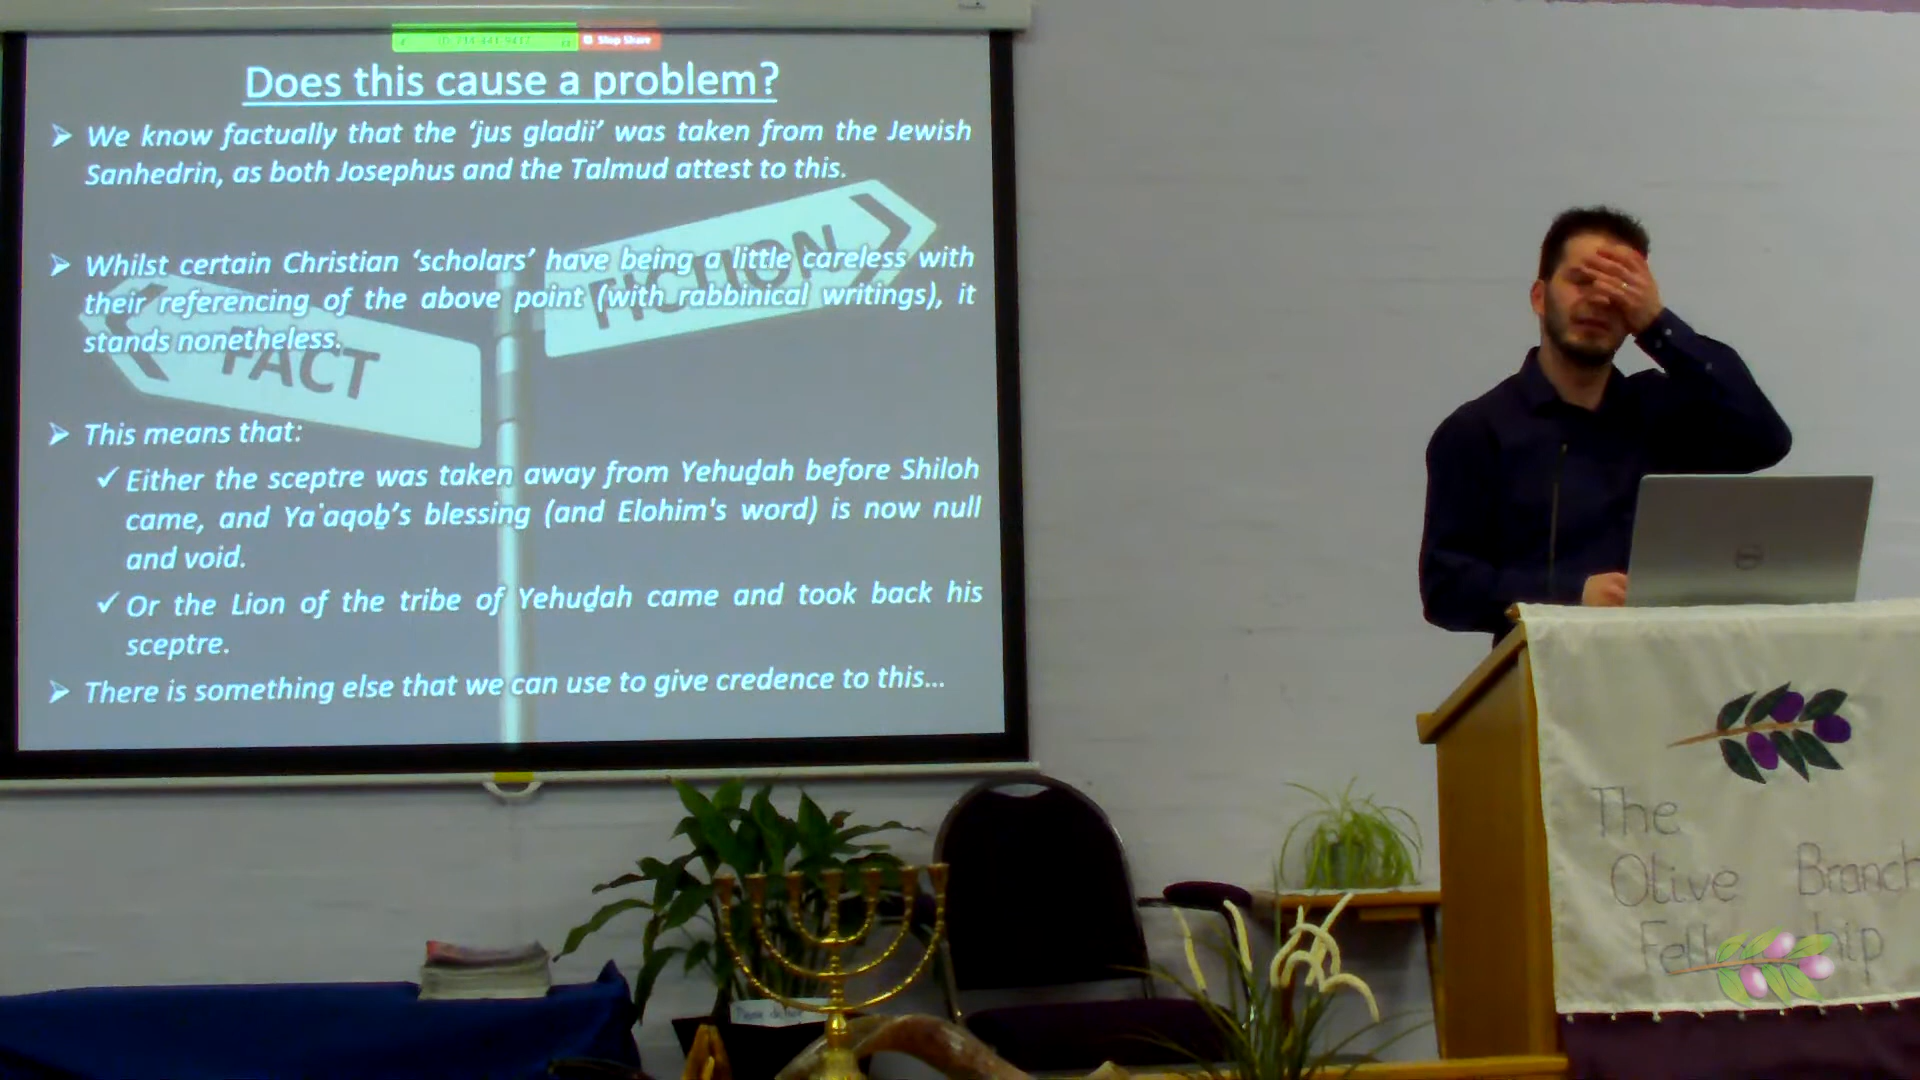 Stop Share
Does this cause a problem?
➢ We know factually that the ‘jus gladii’ was taken from the Jewish
Sanhedrin, as both Josephus and the Talmud attest to this.
➢ Whilst certain Christian ‘scholars’ have being a little careless with
their referencing of the above point (with rabbinical writings), it
stands nonetheless.
FICTION
FACT
➢ This means that:
✓ Either the sceptre was taken away from Yehuḏah before Shiloh
came, and Ya‛aqoḇ’s blessing (and Elohim's word) is now null
and void.
✓ Or the Lion of the tribe of Yehuḏah came and took back his
sceptre.
➢ There is something else that we can use to give credence to this...
DELL
The
Olive Branch
Fellowship